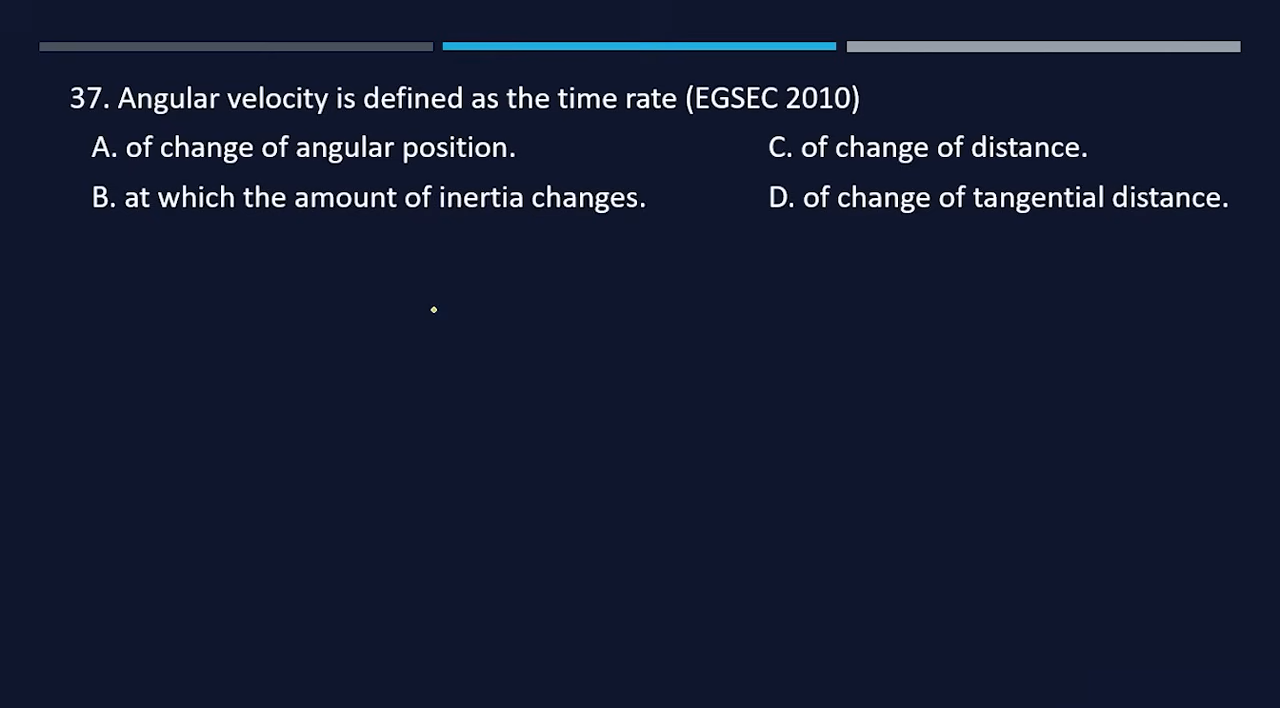 37. Angular velocity is defined as the time rate (EGSEC 2010)
A. of change of angular position.
C. of change of distance.
B. at which the amount of inertia changes.
D. of change of tangential distance.